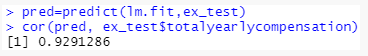 > pred=predict(lm.fit,ex_test)
> cor(pred, ex_test$totalyearlycompensation)
[1] 0.9291286